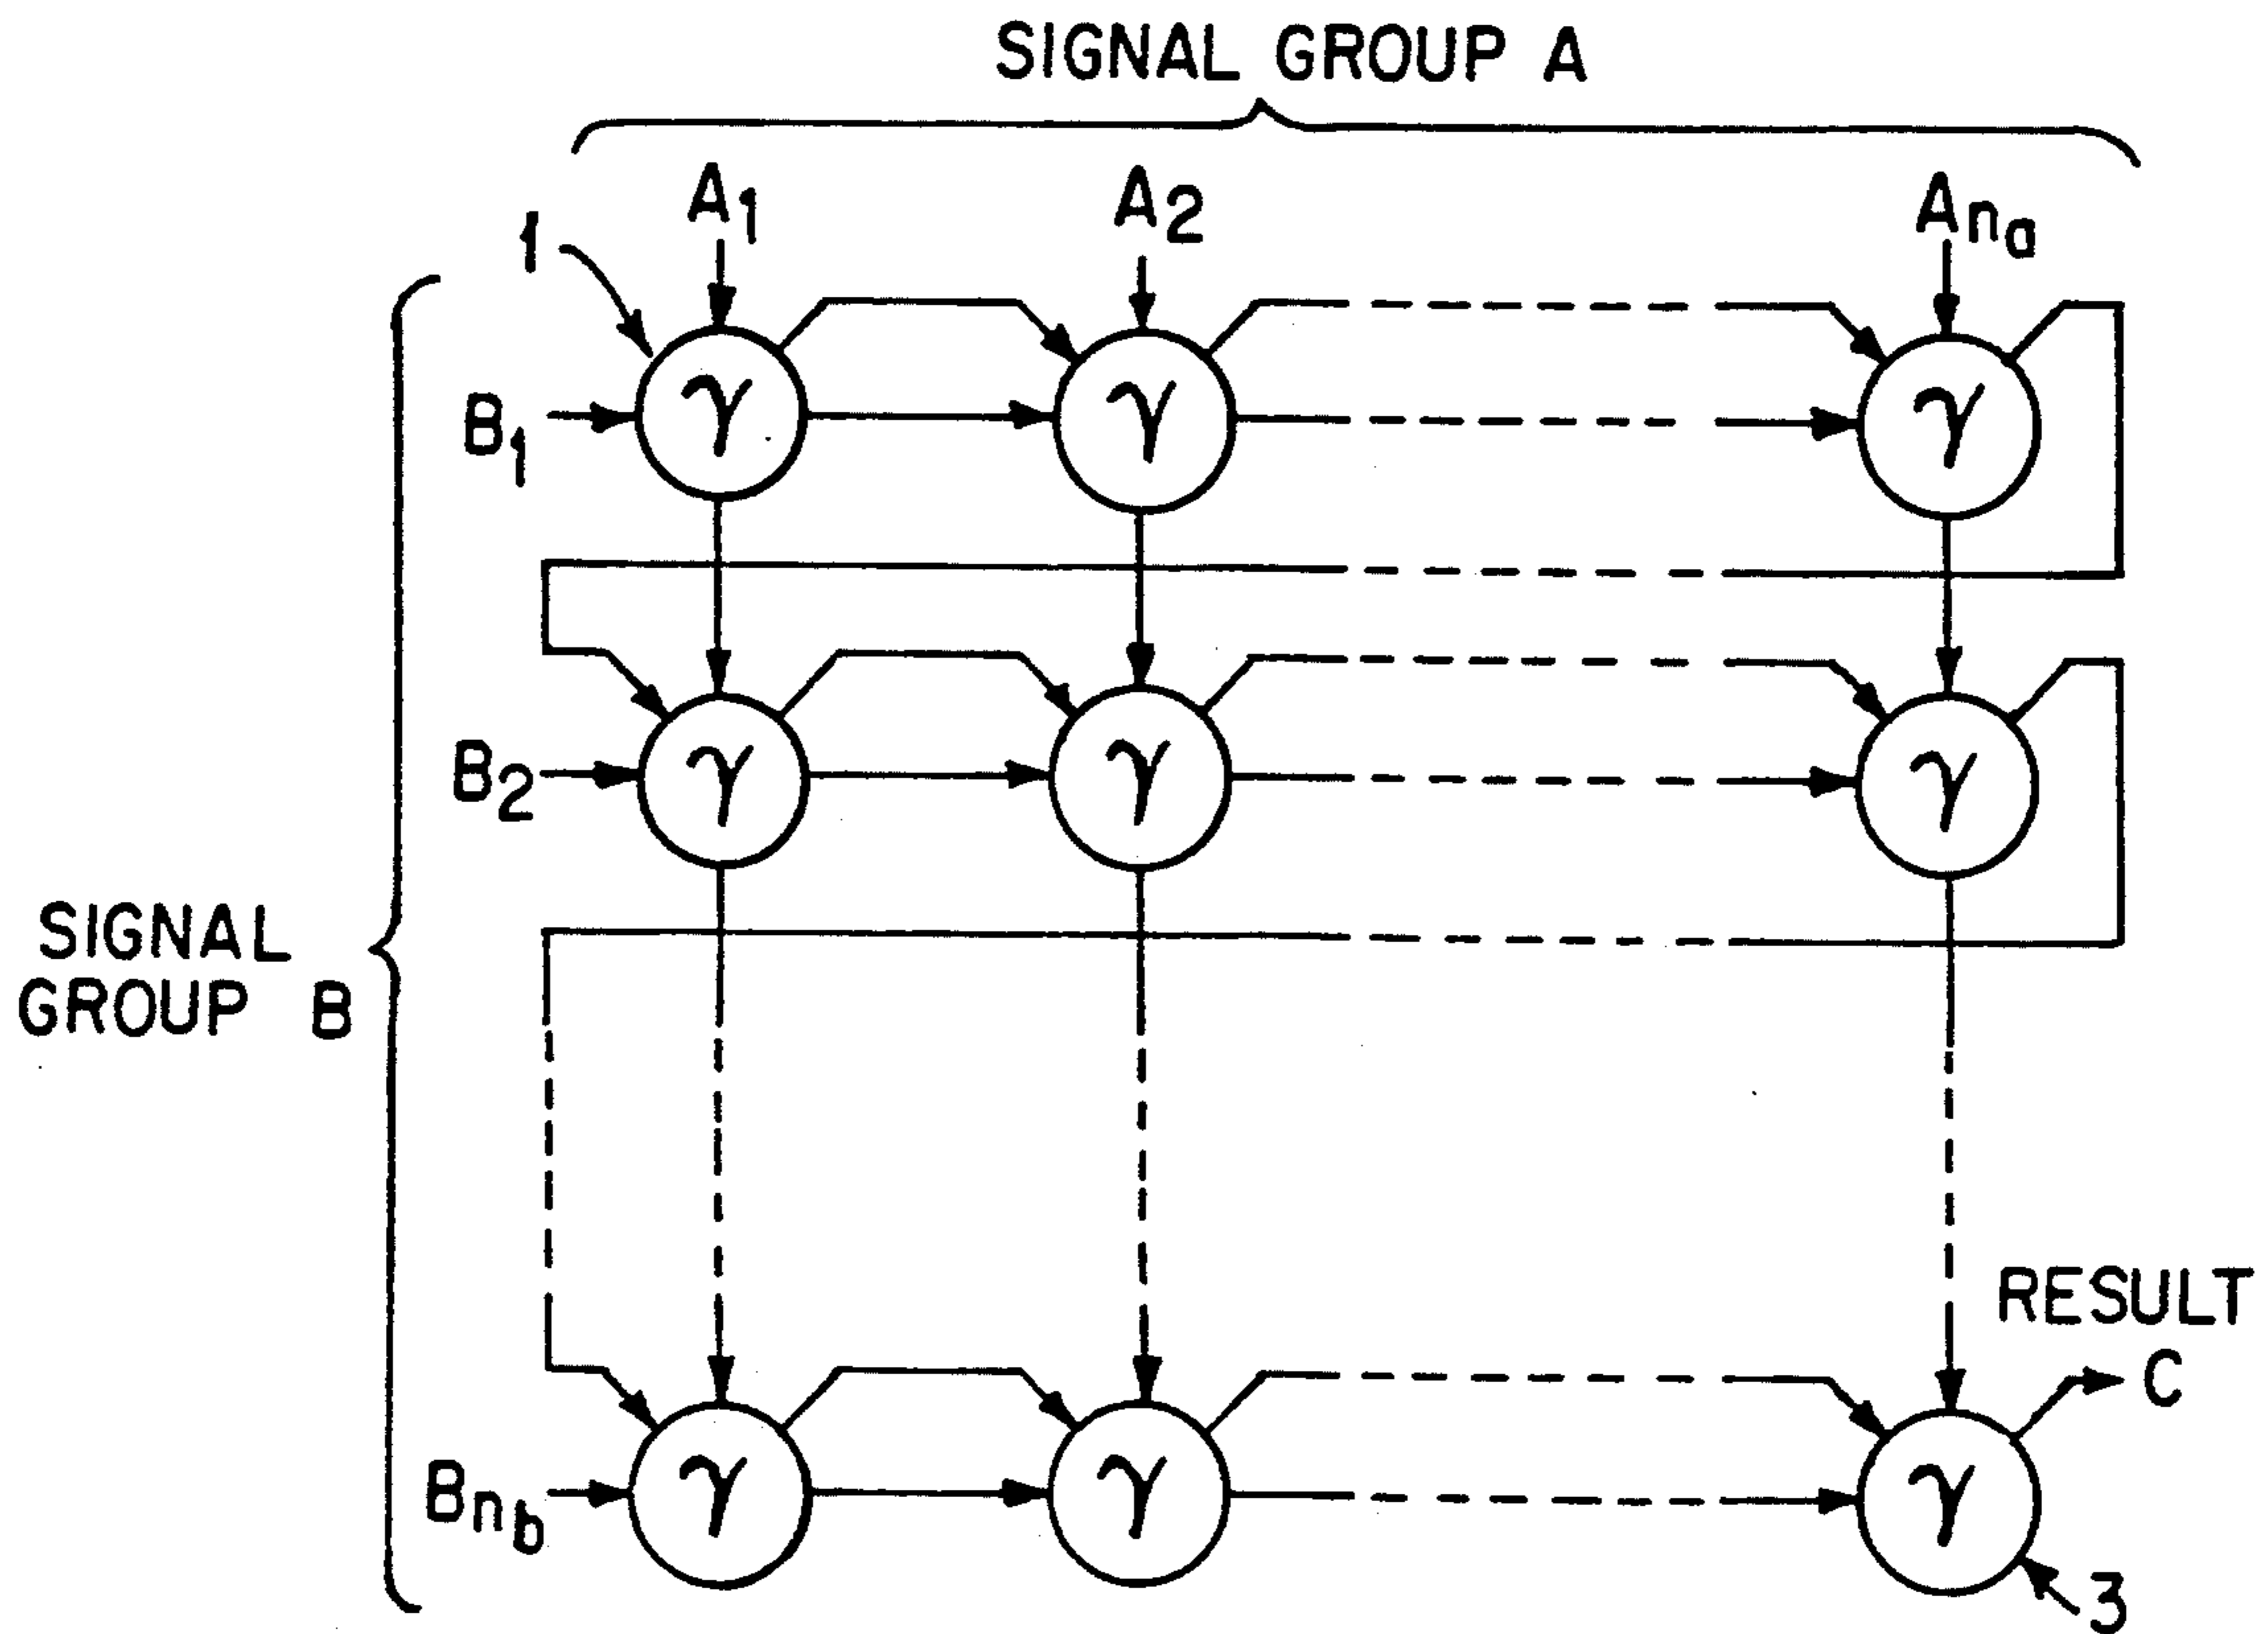 SIGNAL GROUP A
A1 A2 Ana
1
B1 γ γ γ
B2 γ γ γ
SIGNAL
GROUP B
RESULT
C
Bnb γ γ γ
3